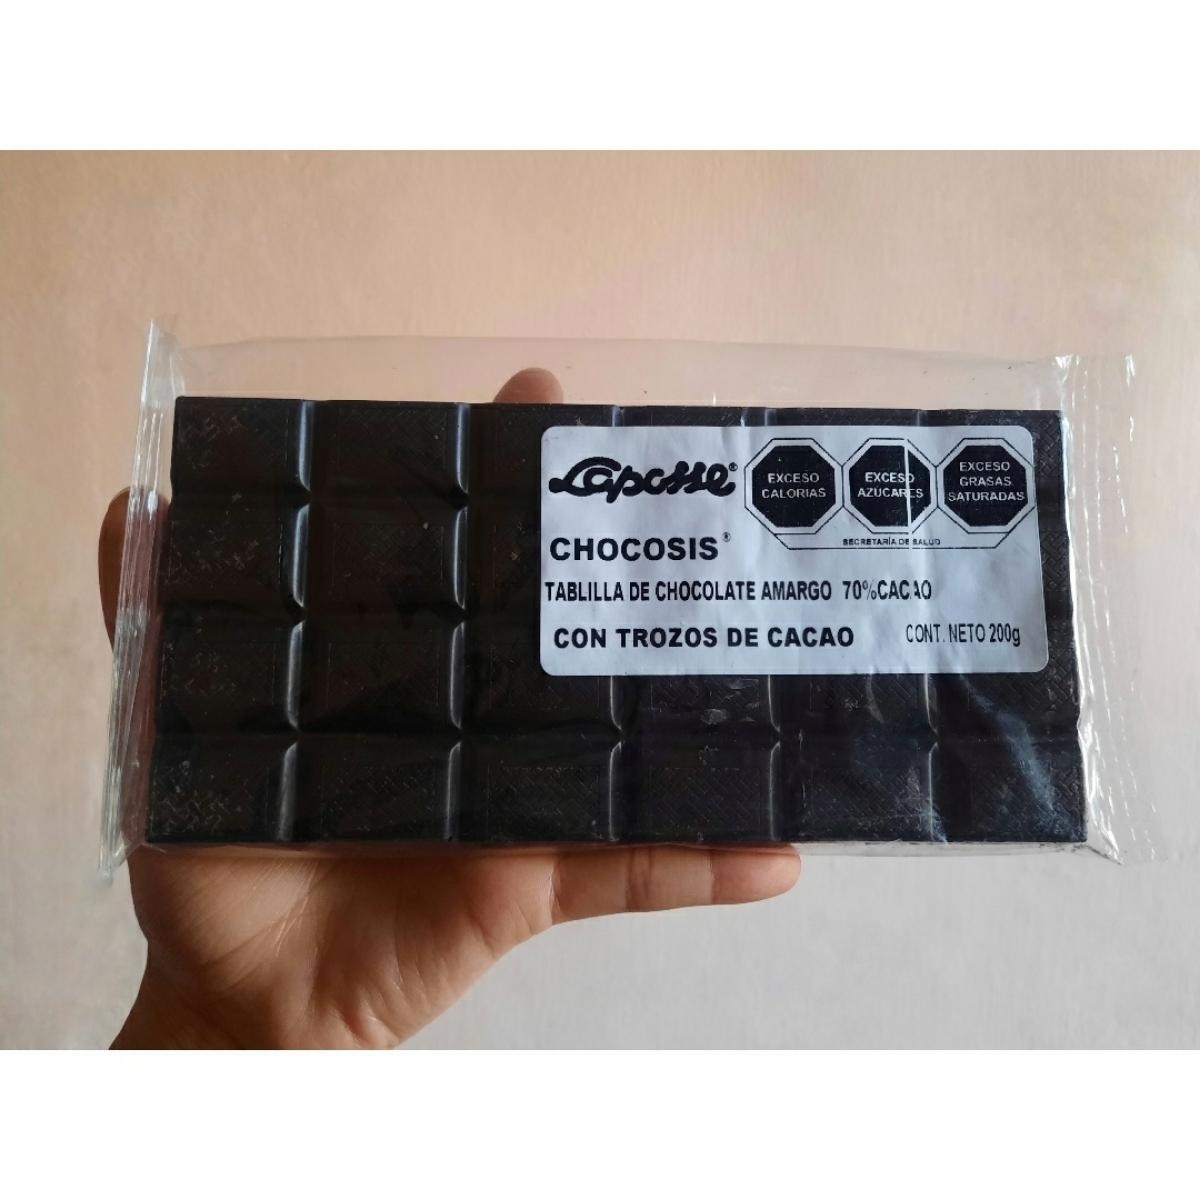 Laposse®
EXCESO
CALORIAS
EXCESO
AZÚCARES
EXCESO
GRASAS
SATURADAS
SECRETARÍA DE SALUD
CHOCOSIS®
TABLILLA DE CHOCOLATE AMARGO 70%CACAO
CON TROZOS DE CACAO
CONT. NETO 200g